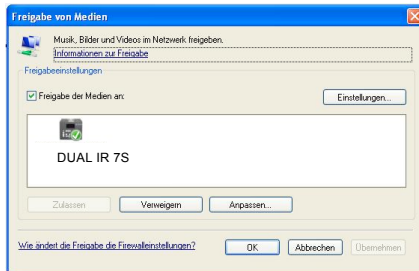 Freigabe von Medien
Musik, Bilder und Videos im Netzwerk freigeben.
Informationen zur Freigabe
Freigabeeinstellungen
Freigabe der Medien an:
Einstellungen...
DUAL IR 7S
Zulassen
Verweigern
Anpassen...
Wie ändert die Freigabe die Firewalleinstellungen?
OK
Abbrechen
Übernehmen